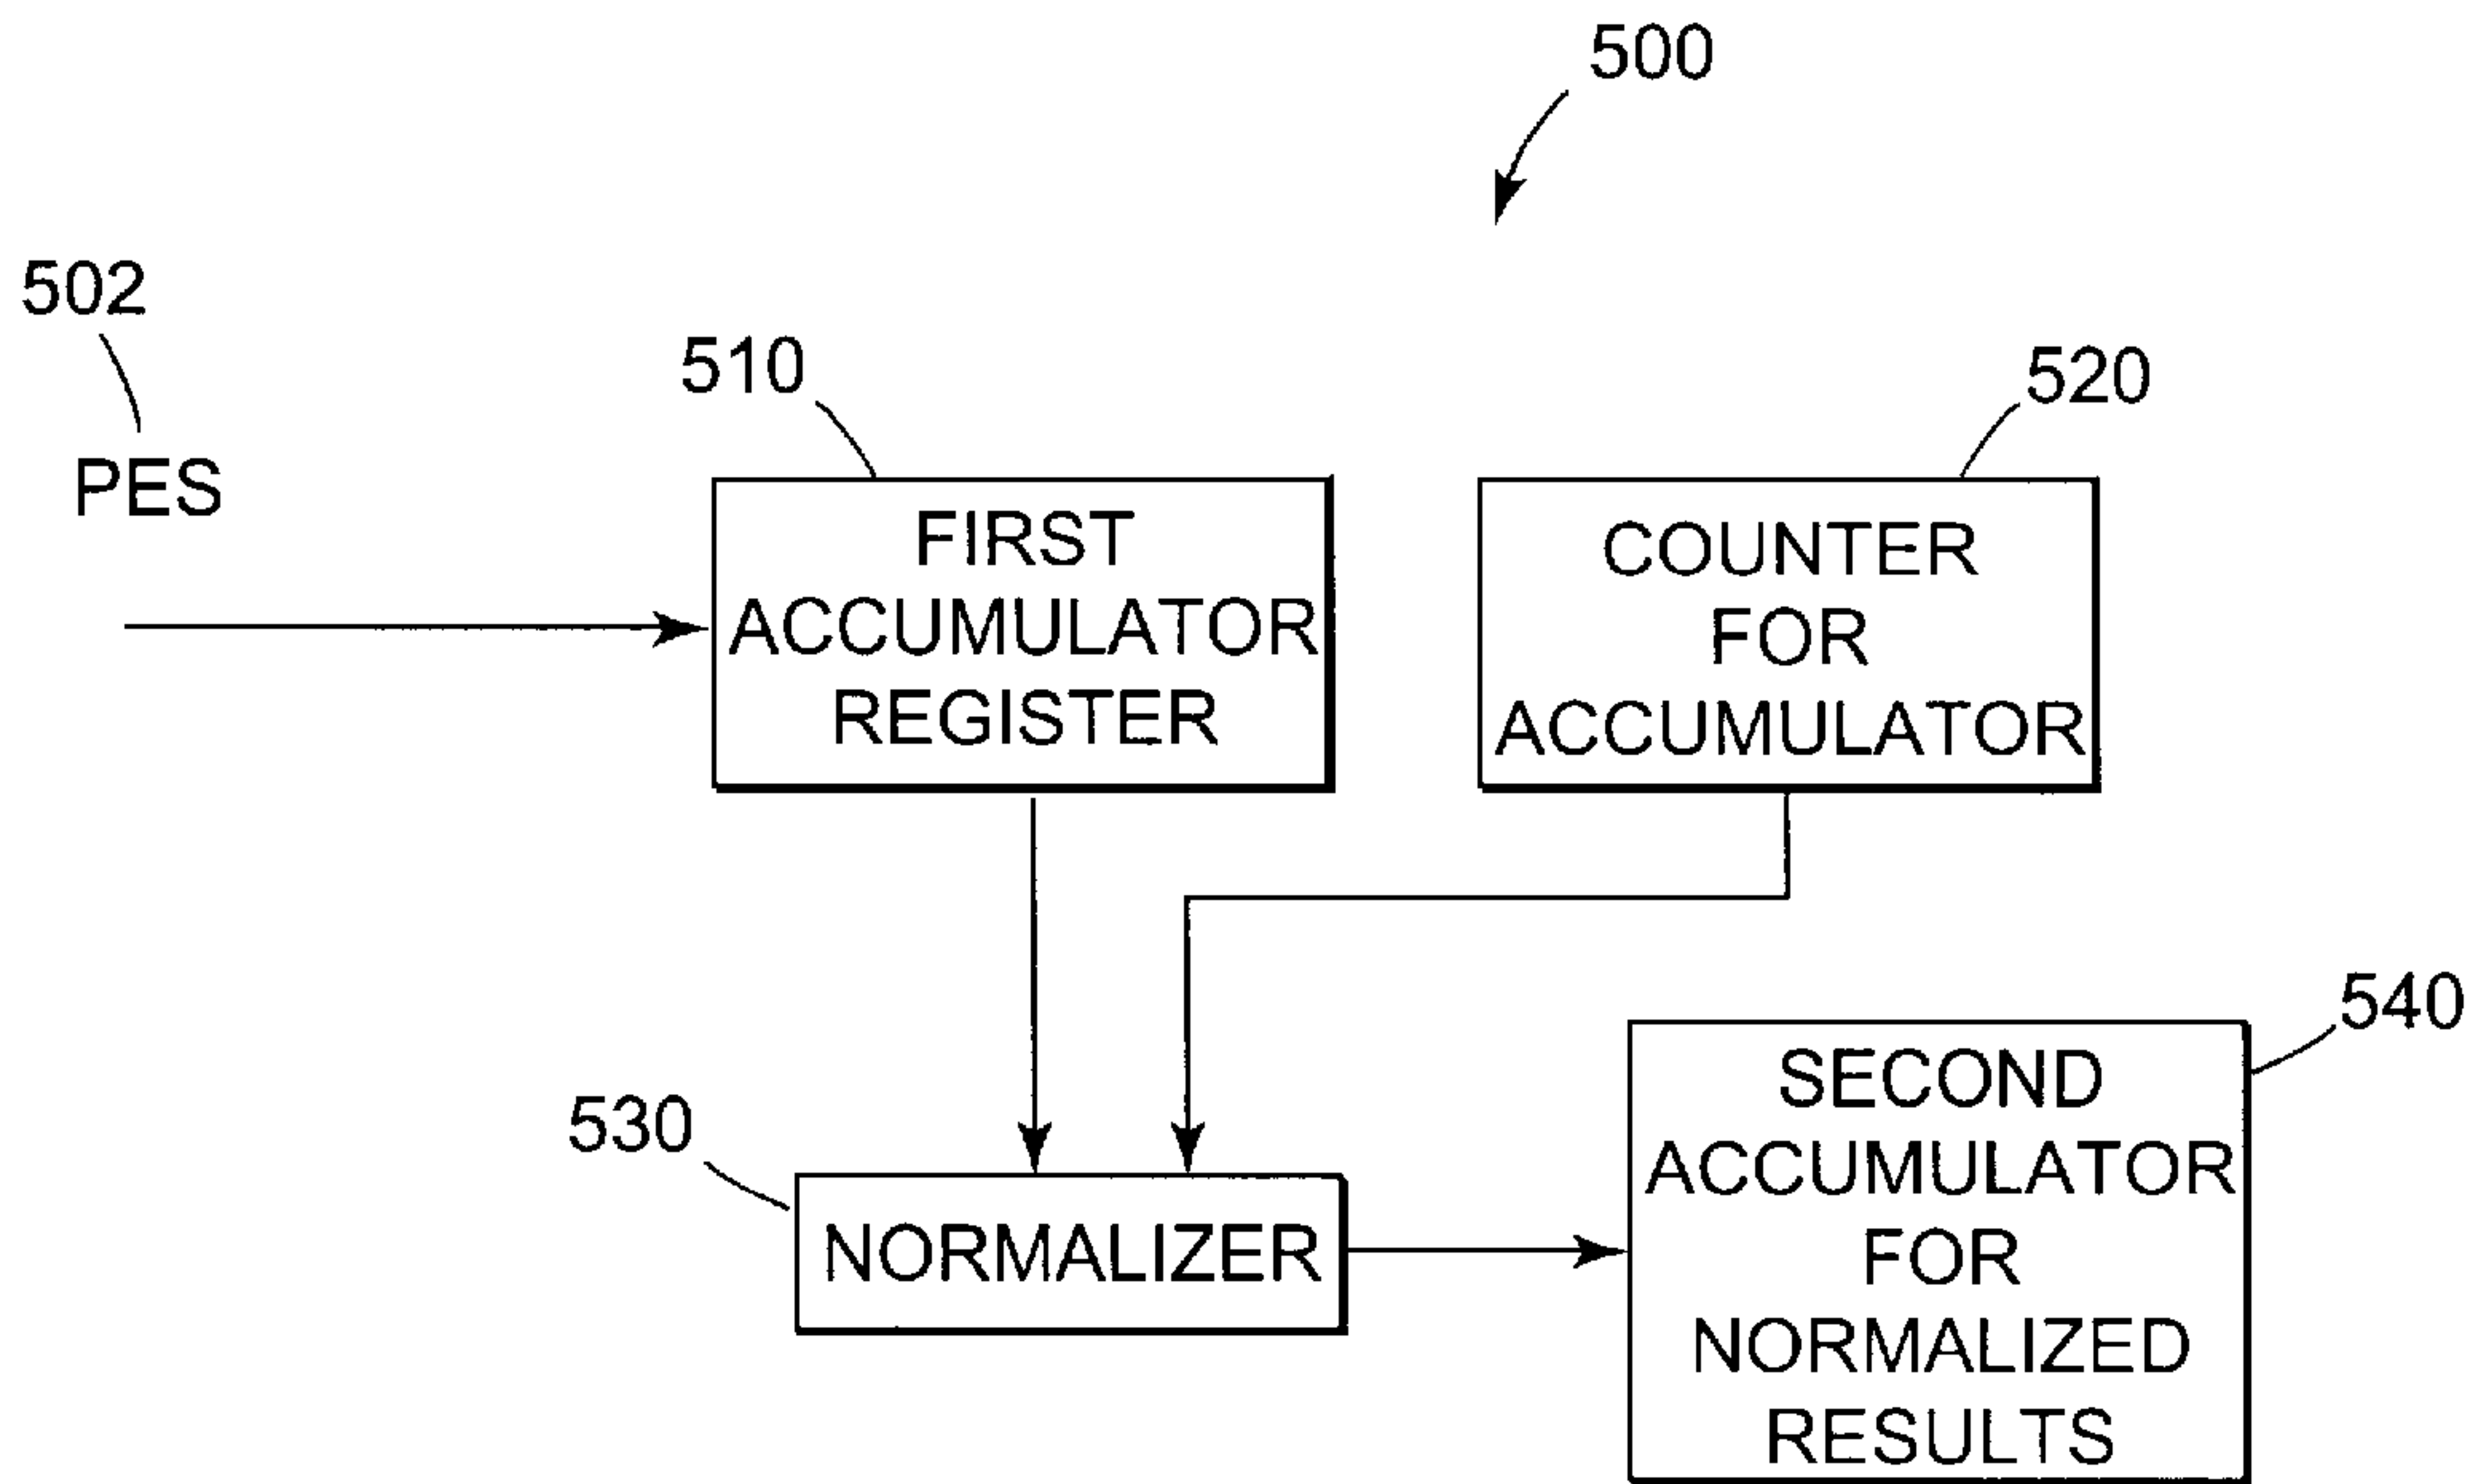 500
502
PES
510
FIRST
ACCUMULATOR
REGISTER
520
COUNTER
FOR
ACCUMULATOR
530
NORMALIZER
540
SECOND
ACCUMULATOR
FOR
NORMALIZED
RESULTS